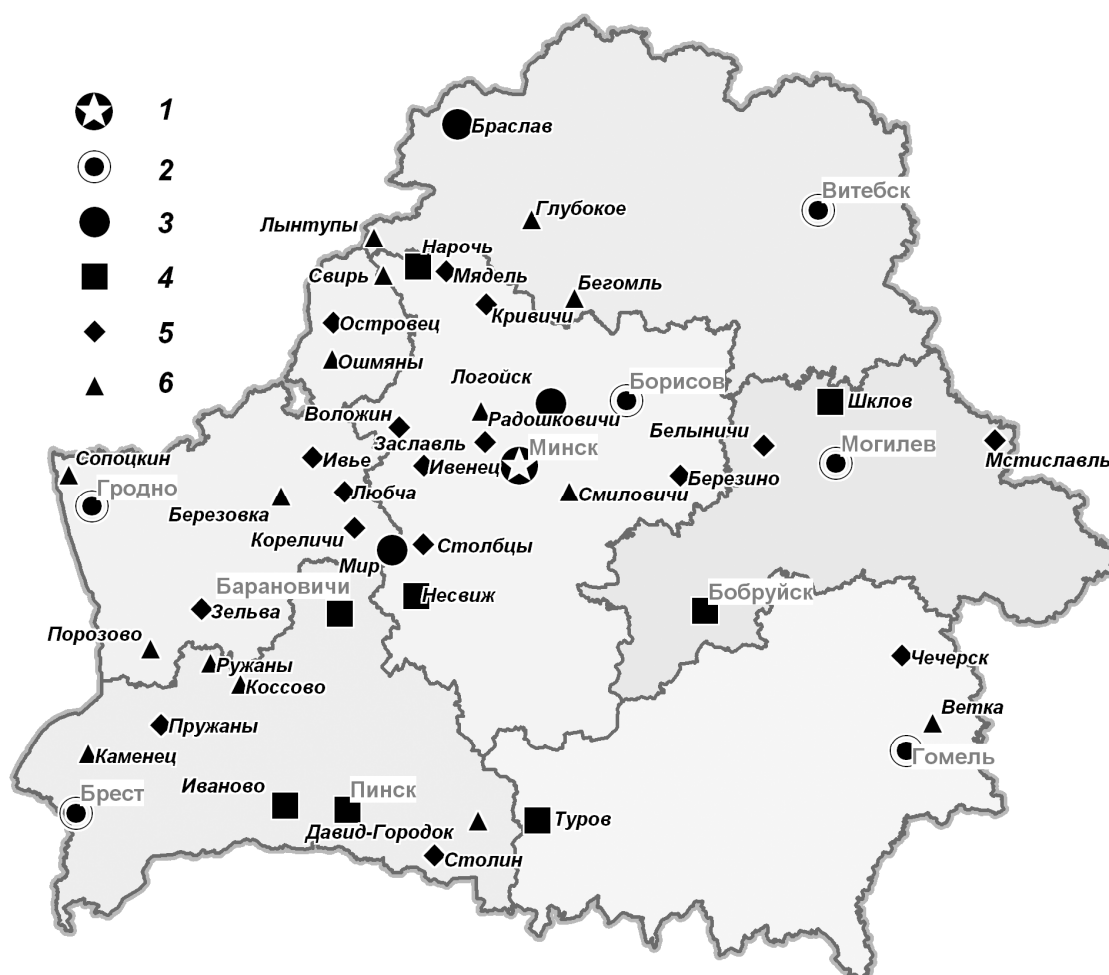 1
2
3
4
5
6
Браслав
Витебск
Глубокое
Лынтупы
Нарочь
Свирь
Мядель
Бегомль
Кривичи
Островец
Ошмяны
Логойск
Борисов
Шклов
Воложин
Радошковичи
Белыничи
Заславль
Минск
Могилев
Мстиславль
Сопоцкин
Ивье
Ивенец
Гродно
Любча
Смиловичи
Березино
Березовка
Кореличи
Столбцы
Мир
Барановичи
Несвиж
Бобруйск
Зельва
Порозово
Ружаны
Чечерск
Коссово
Ветка
Пружаны
Каменец
Гомель
Иваново
Пинск
Брест
Давид-Городок
Туров
Столин